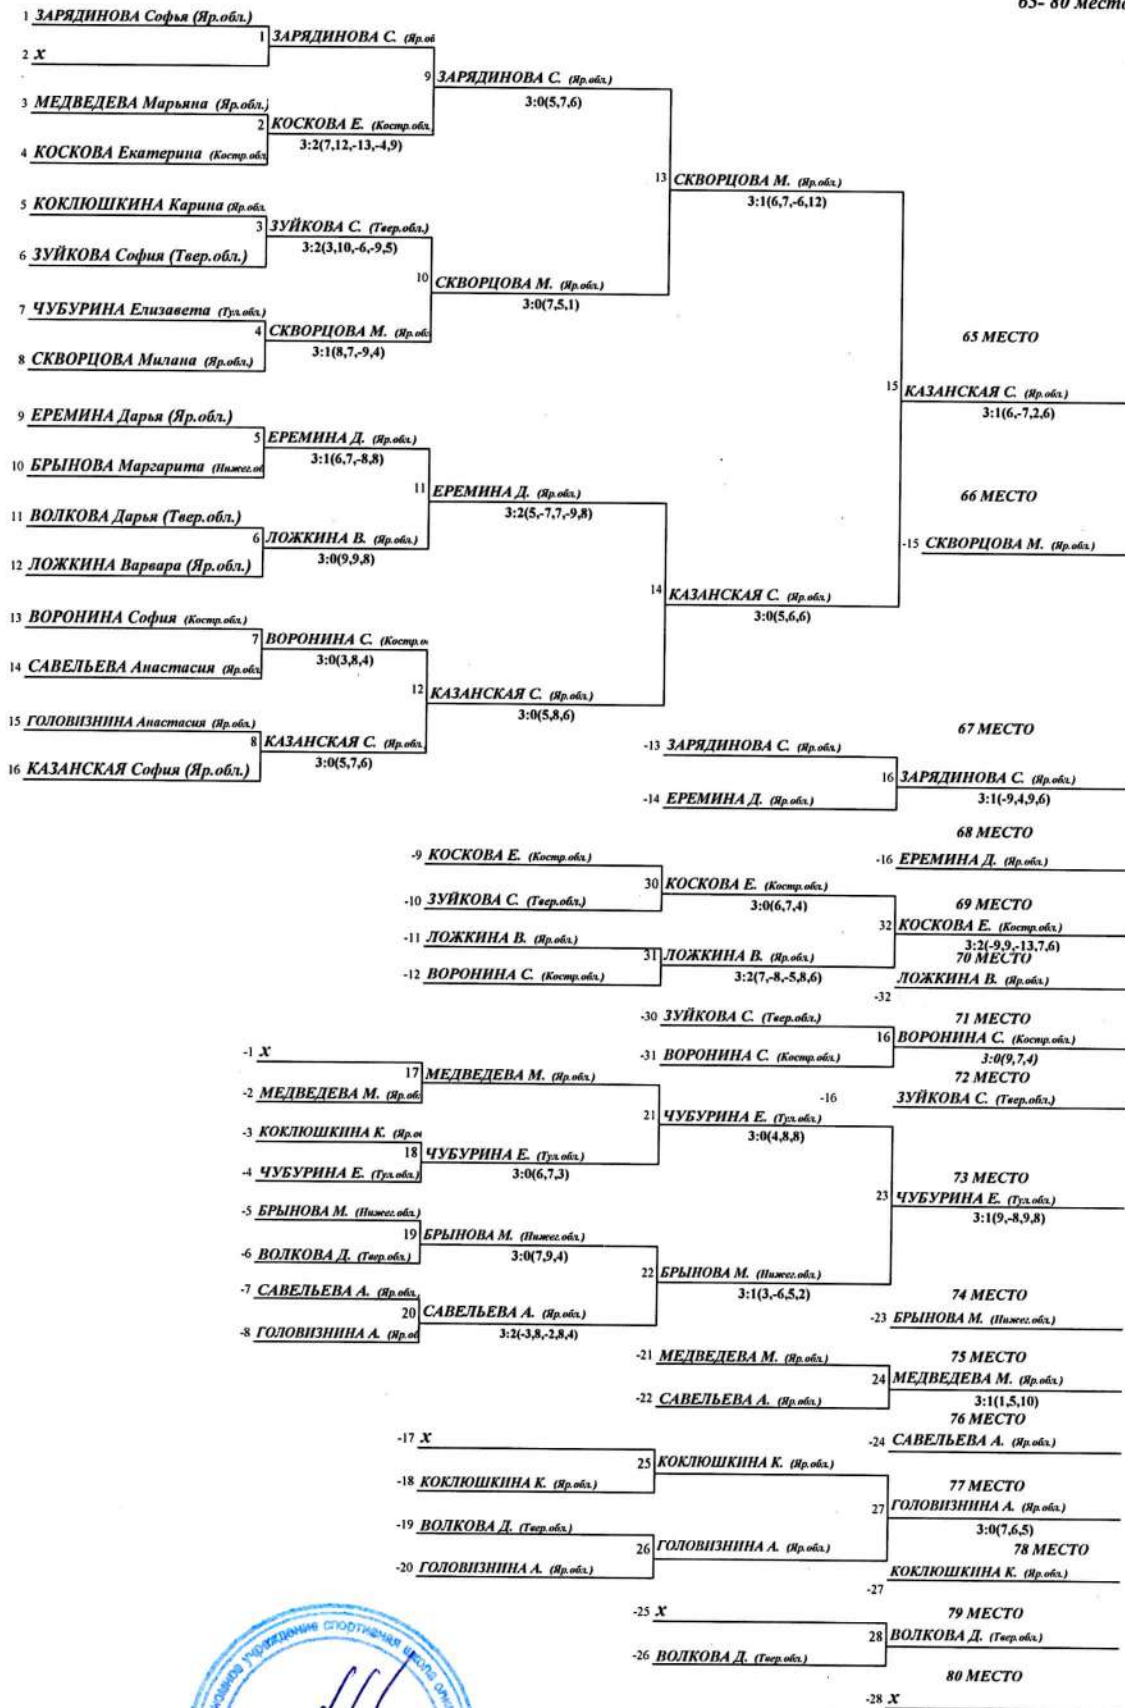 65- 80 место
1 ЗАРЯДИНОВА Софья (Яр.обл.)
1 ЗАРЯДИНОВА С. (Яр.об
2 х
9 ЗАРЯДИНОВА С. (Яр.обл.)
3:0(5,7,6)
3 МЕДВЕДЕВА Марьяна (Яр.обл.)
2 КОСКОВА Е. (Костр.обл.
3:2(7,12,-13,-4,9)
4 КОСКОВА Екатерина (Костр.обл
13 СКВОРЦОВА М. (Яр.обл.)
3:1(6,7,-6,12)
5 КОКЛЮШКИНА Карина (Яр.обл.
3 ЗУЙКОВА С. (Твер.обл.)
3:2(3,10,-6,-9,5)
6 ЗУЙКОВА София (Твер.обл.)
10 СКВОРЦОВА М. (Яр.обл.)
3:0(7,5,1)
7 ЧУБУРИНА Елизавета (Тул.обл.)
4 СКВОРЦОВА М. (Яр.обл
3:1(8,7,-9,4)
8 СКВОРЦОВА Милана (Яр.обл.)
65 МЕСТО
15 КАЗАНСКАЯ С. (Яр.обл.)
3:1(6,-7,2,6)
9 ЕРЕМИНА Дарья (Яр.обл.)
5 ЕРЕМИНА Д. (Яр.обл.)
3:1(6,7,-8,8)
10 БРЫНОВА Маргарита (Нижег.об
11 ЕРЕМИНА Д. (Яр.обл.)
3:2(5,-7,7,-9,8)
66 МЕСТО
11 ВОЛКОВА Дарья (Твер.обл.)
6 ЛОЖКИНА В. (Яр.обл.)
3:0(9,9,8)
-15 СКВОРЦОВА М. (Яр.обл.)
12 ЛОЖКИНА Варвара (Яр.обл.)
14 КАЗАНСКАЯ С. (Яр.обл.)
3:0(5,6,6)
13 ВОРОНИНА София (Костр.обл.)
7 ВОРОНИНА С. (Костр.о
3:0(3,8,4)
14 САВЕЛЬЕВА Анастасия (Яр.обл
12 КАЗАНСКАЯ С. (Яр.обл.)
3:0(5,8,6)
15 ГОЛОВИЗНИНА Анастасия (Яр.обл.)
8 КАЗАНСКАЯ С. (Яр.обл.
3:0(5,7,6)
16 КАЗАНСКАЯ София (Яр.обл.)
67 МЕСТО
-13 ЗАРЯДИНОВА С. (Яр.обл.)
16 ЗАРЯДИНОВА С. (Яр.обл.)
3:1(-9,4,9,6)
-14 ЕРЕМИНА Д. (Яр.обл.)
68 МЕСТО
-16 ЕРЕМИНА Д. (Яр.обл.)
-9 КОСКОВА Е. (Костр.обл.)
30 КОСКОВА Е. (Костр.обл.)
3:0(6,7,4)
-10 ЗУЙКОВА С. (Твер.обл.)
69 МЕСТО
32 КОСКОВА Е. (Костр.обл.)
3:2(-9,9,-13,7,6)
-11 ЛОЖКИНА В. (Яр.обл.)
31 ЛОЖКИНА В. (Яр.обл.)
3:2(7,-8,-5,8,6)
-12 ВОРОНИНА С. (Костр.обл.)
70 МЕСТО
ЛОЖКИНА В. (Яр.обл.)
-32
-30 ЗУЙКОВА С. (Твер.обл.)
71 МЕСТО
16 ВОРОНИНА С. (Костр.обл.)
3:0(9,7,4)
-31 ВОРОНИНА С. (Костр.обл.)
72 МЕСТО
-16 ЗУЙКОВА С. (Твер.обл.)
-1 х
17 МЕДВЕДЕВА М. (Яр.обл.)
-2 МЕДВЕДЕВА М. (Яр.обл
21 ЧУБУРИНА Е. (Тул.обл.)
3:0(4,8,8)
-3 КОКЛЮШКИНА К. (Яр.об
18 ЧУБУРИНА Е. (Тул.обл.)
3:0(6,7,3)
-4 ЧУБУРИНА Е. (Тул.обл.)
73 МЕСТО
23 ЧУБУРИНА Е. (Тул.обл.)
3:1(9,-8,9,8)
-5 БРЫНОВА М. (Нижег.обл.)
19 БРЫНОВА М. (Нижег.обл.)
3:0(7,9,4)
-6 ВОЛКОВА Д. (Твер.обл.)
22 БРЫНОВА М. (Нижег.обл.)
3:1(3,-6,5,2)
-7 САВЕЛЬЕВА А. (Яр.обл.
20 САВЕЛЬЕВА А. (Яр.обл.)
3:2(-3,8,-2,8,4)
-8 ГОЛОВИЗНИНА А. (Яр.об
74 МЕСТО
-23 БРЫНОВА М. (Нижег.обл.)
-21 МЕДВЕДЕВА М. (Яр.обл.)
75 МЕСТО
24 МЕДВЕДЕВА М. (Яр.обл.)
3:1(1,5,10)
-22 САВЕЛЬЕВА А. (Яр.обл.)
76 МЕСТО
-24 САВЕЛЬЕВА А. (Яр.обл.)
-17 х
25 КОКЛЮШКИНА К. (Яр.обл.)
-18 КОКЛЮШКИНА К. (Яр.обл.)
77 МЕСТО
27 ГОЛОВИЗНИНА А. (Яр.обл.)
3:0(7,6,5)
-19 ВОЛКОВА Д. (Твер.обл.)
26 ГОЛОВИЗНИНА А. (Яр.обл.)
-20 ГОЛОВИЗНИНА А. (Яр.обл.)
78 МЕСТО
КОКЛЮШКИНА К. (Яр.обл.)
-27
-25 х
79 МЕСТО
28 ВОЛКОВА Д. (Твер.обл.)
-26 ВОЛКОВА Д. (Твер.обл.)
80 МЕСТО
-28 х
учреждение спортивная школа